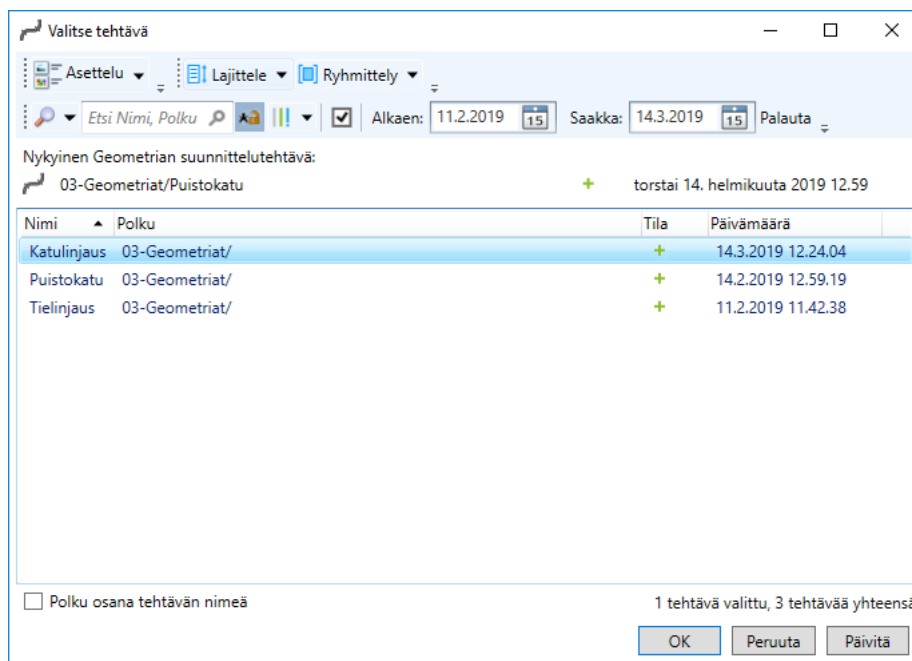 Valitse tehtävä
Asettelu Lajittele Ryhmittely
Etsi Nimi, Polku Alkaen: 11.2.2019 15 Saakka: 14.3.2019 15 Palauta
Nykyinen Geometrian suunnittelutehtävä:
03-Geometriat/Puistokatu + torstai 14. helmikuuta 2019 12.59
Nimi Polku Tila Päivämäärä
Katulinjaus 03-Geometriat/ + 14.3.2019 12.24.04
Puistokatu 03-Geometriat/ + 14.2.2019 12.59.19
Tielinjaus 03-Geometriat/ + 11.2.2019 11.42.38
Polku osana tehtävän nimeä 1 tehtävä valittu, 3 tehtävää yhteensä
OK Peruuta Päivitä